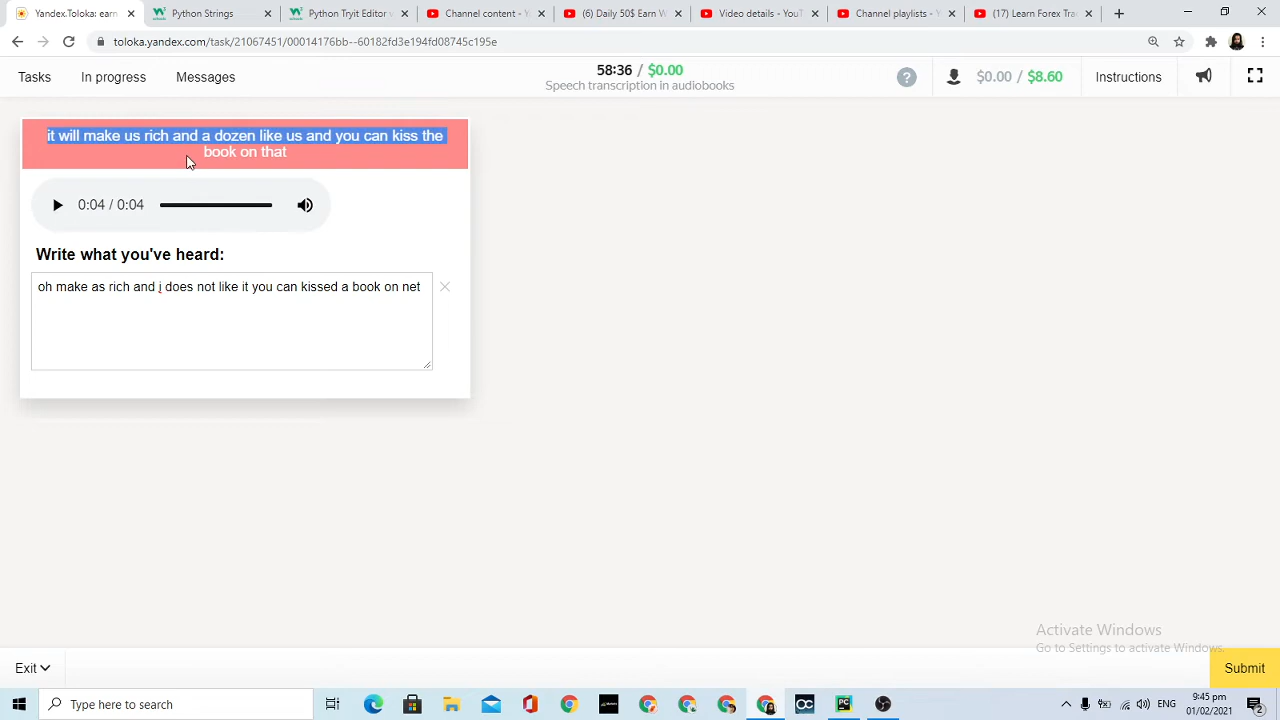 Yandex.Toloka earn
Python Strings
Python Tryit Editor
Channel content - Y
(6) Daily 50$ Earn W
Video details - YouT
Channel playlists - Y
(17) Learn Forex Tra
toloka.yandex.com/task/21067451/00014176bb--60182fd3e194fd08745c195e
Tasks In progress Messages
58:36 / $0.00
Speech transcription in audiobooks
? $0.00 / $8.60 Instructions
it will make us rich and a dozen like us and you can kiss the
book on that
0:04 / 0:04
Write what you've heard:
oh make as rich and i does not like it you can kissed a book on net
Activate Windows
Go to Settings to activate Windows.
Exit Submit
Type here to search
ENG
9:45 pm
01/02/2021
2